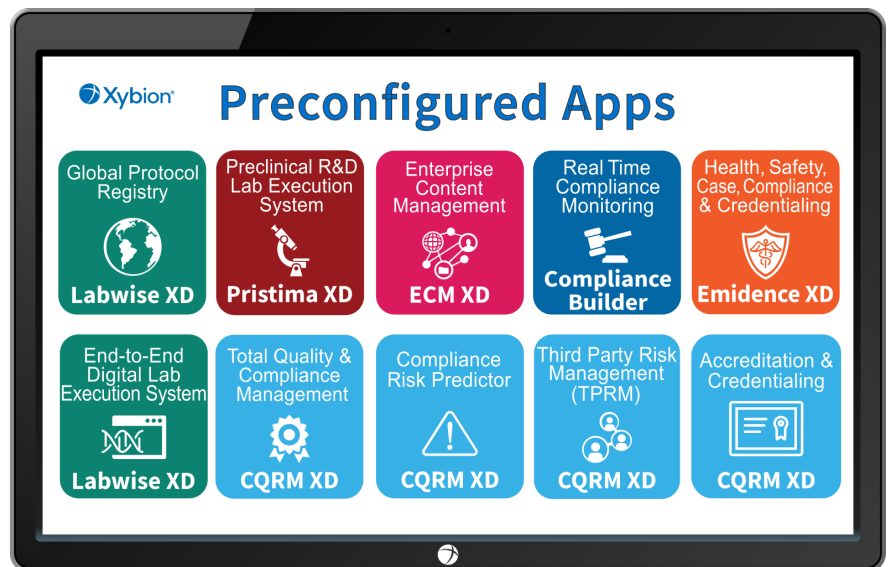 Xybion®
Preconfigured Apps
Global Protocol
Registry
Labwise XD
Preclinical R&D
Lab Execution
System
Pristima XD
Enterprise
Content
Management
ECM XD
Real Time
Compliance
Monitoring
Compliance
Builder
Health, Safety,
Case, Compliance
& Credentialing
Emidence XD
End-to-End
Digital Lab
Execution System
Labwise XD
Total Quality &
Compliance
Management
CQRM XD
Compliance
Risk Predictor
CQRM XD
Third Party Risk
Management
(TPRM)
CQRM XD
Accreditation &
Credentialing
CQRM XD